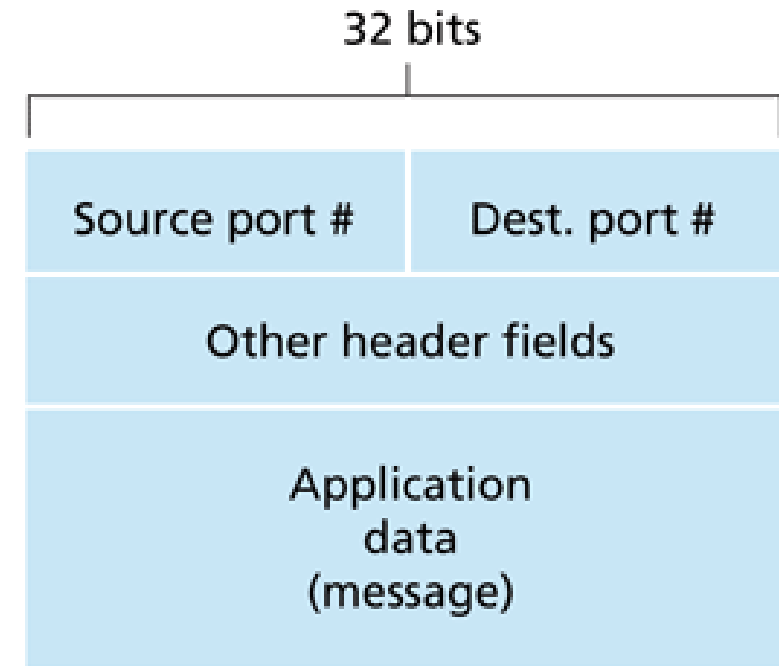 32 bits
Source port # Dest. port #
Other header fields
Application
data
(message)